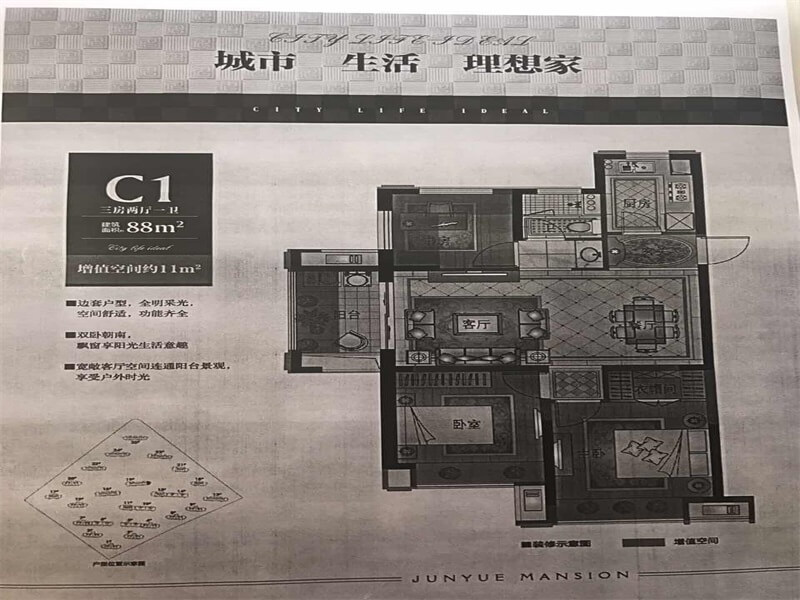 CITY LIFE IDEAL
城市 生活 理想家
CITY LIFE IDEAL
C1
三房两厅一卫
建筑面积≈ 88m²
City life ideal
增值空间约11m²
■边套户型，全明采光，
空间舒适，功能齐全
■双卧朝南，
飘窗享阳光生活意趣
■宽敞客厅空间连通阳台景观，
享受户外时光
厨房
阳台
客厅
餐厅
衣帽间
卧室
主卧
户型位置示意图
■装修示意图
增值空间
JUNYUE MANSION